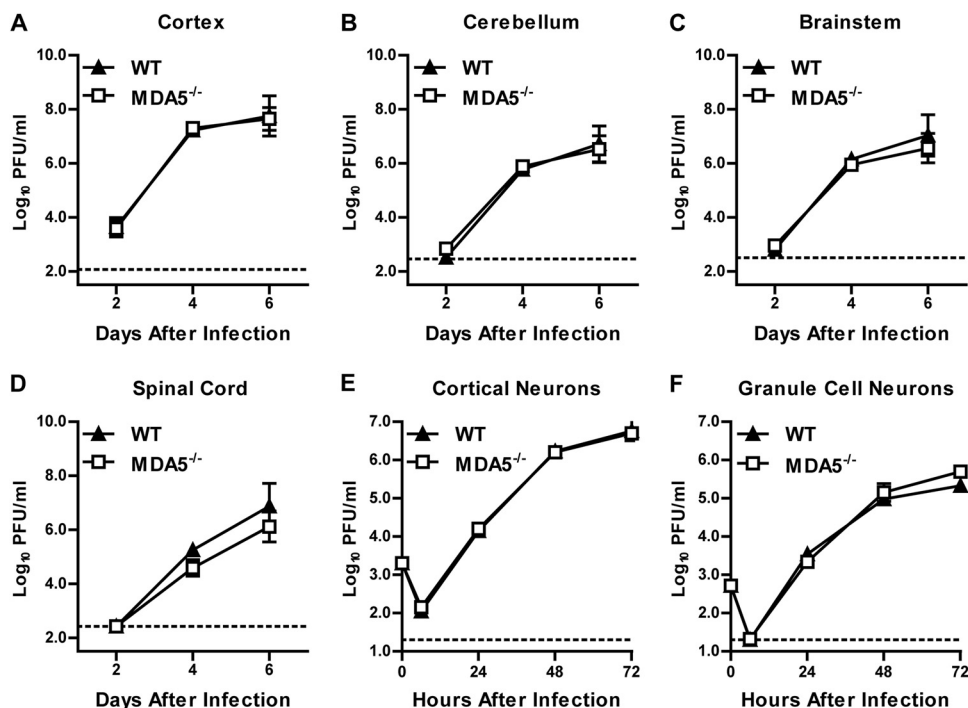 A Cortex
10.0
8.0
6.0
4.0
2.0
Log₁₀ PFU/ml
WT
MDA5⁻/⁻
2 4 6
Days After Infection
B Cerebellum
10.0
8.0
6.0
4.0
2.0
Log₁₀ PFU/ml
WT
MDA5⁻/⁻
2 4 6
Days After Infection
C Brainstem
10.0
8.0
6.0
4.0
2.0
Log₁₀ PFU/ml
WT
MDA5⁻/⁻
2 4 6
Days After Infection
D Spinal Cord
10.0
8.0
6.0
4.0
2.0
Log₁₀ PFU/ml
WT
MDA5⁻/⁻
2 4 6
Days After Infection
E Cortical Neurons
7.0
6.0
5.0
4.0
3.0
2.0
1.0
Log₁₀ PFU/ml
WT
MDA5⁻/⁻
0 24 48 72
Hours After Infection
F Granule Cell Neurons
7.0
6.0
5.0
4.0
3.0
2.0
1.0
Log₁₀ PFU/ml
WT
MDA5⁻/⁻
0 24 48 72
Hours After Infection